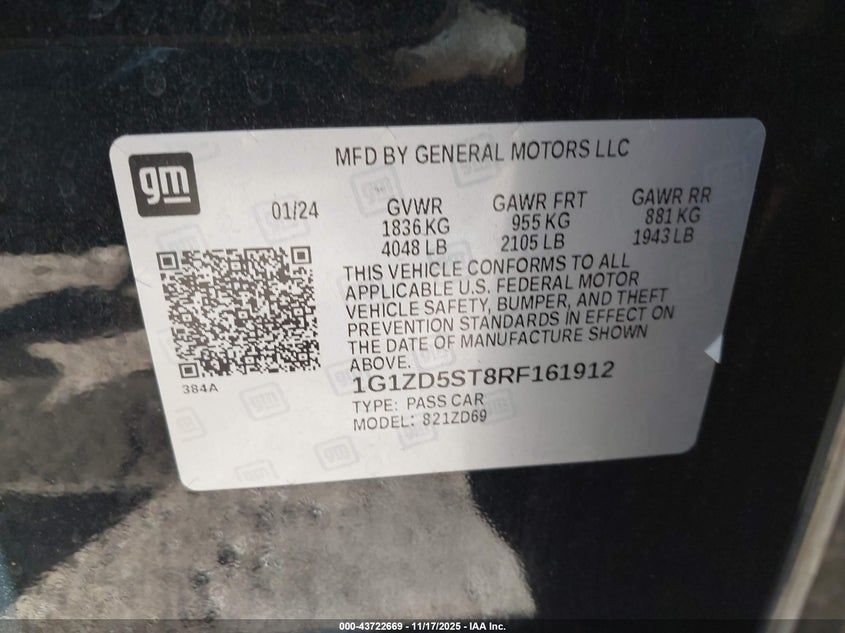 gm
MFD BY GENERAL MOTORS LLC
01/24
GVWR
1836 KG
4048 LB
GAWR FRT
955 KG
2105 LB
GAWR RR
881 KG
1943 LB
THIS VEHICLE CONFORMS TO ALL
APPLICABLE U.S. FEDERAL MOTOR
VEHICLE SAFETY, BUMPER, AND THEFT
PREVENTION STANDARDS IN EFFECT ON
THE DATE OF MANUFACTURE SHOWN
ABOVE.
384A
1G1ZD5ST8RF161912
TYPE: PASS CAR
MODEL: 821ZD69
000-43722669 - 11/17/2025 - IAA Inc.